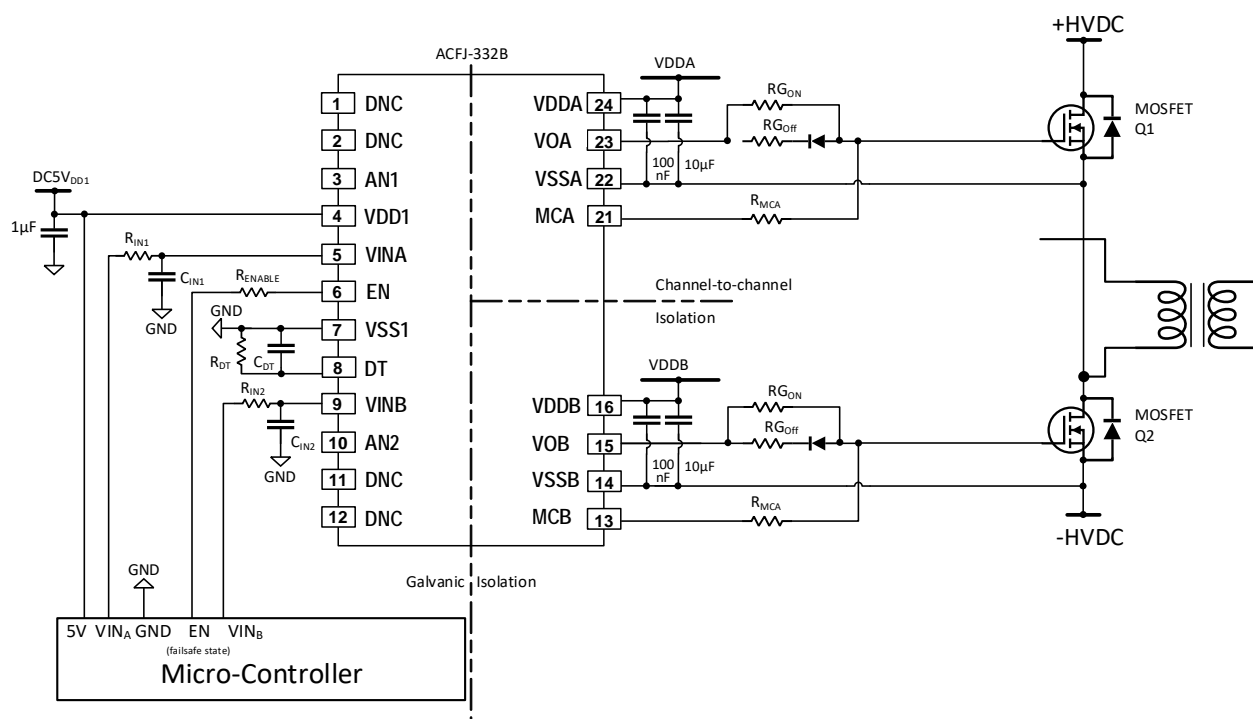 ACFJ-332B
+HVDC
VDDA
1 DNC
VDDA 24
RG_ON
MOSFET
Q1
2 DNC
VOA 23
RG_Off
100
nF
10µF
3 AN1
VSSA 22
DC5V_DD1
4 VDD1
MCA 21
R_MCA
1µF
R_IN1
5 VINA
C_IN1
GND
R_ENABLE
6 EN
Channel-to-channel
Isolation
GND
7 VSS1
R_DT
C_DT
8 DT
VDDB
R_IN2
9 VINB
VDDB 16
RG_ON
MOSFET
Q2
C_IN2
GND
10 AN2
VOB 15
RG_Off
100
nF
10µF
11 DNC
VSSB 14
12 DNC
MCB 13
R_MCA
-HVDC
GND
Galvanic Isolation
5V VIN_A GND EN VIN_B
(failsafe state)
Micro-Controller